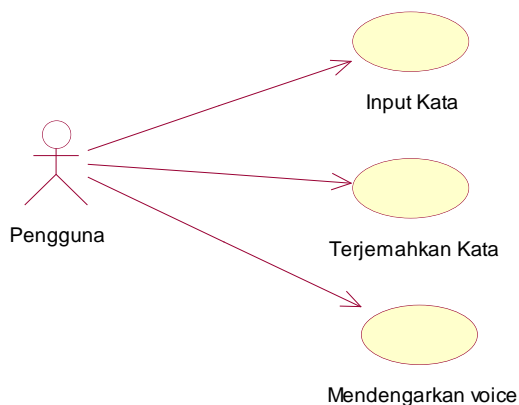 Input Kata
Pengguna
Terjemahkan Kata
Mendengarkan voice